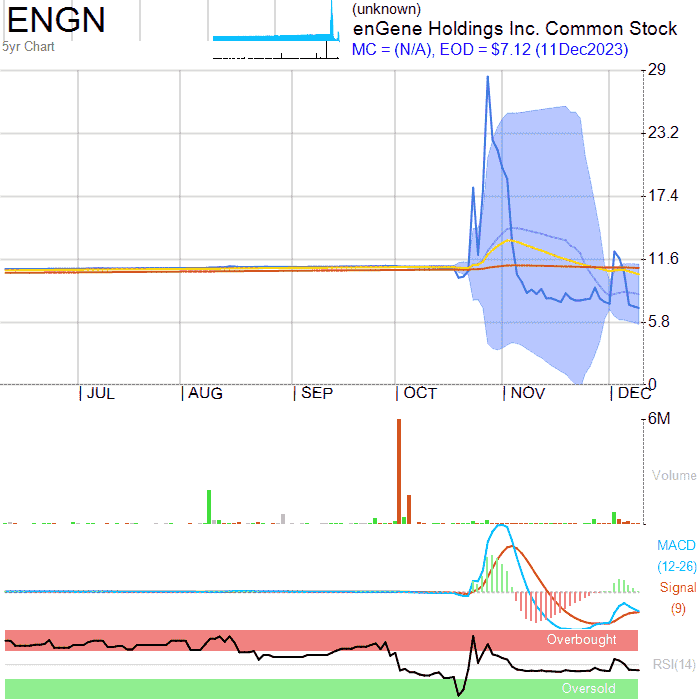 ENGN
5yr Chart
(unknown)
enGene Holdings Inc. Common Stock
MC = (N/A), EOD = $7.12 (11Dec2023)
29
23.2
17.4
11.6
5.8
0
JUL AUG SEP OCT NOV DEC
6M
Volume
MACD
(12-26)
Signal
(9)
Overbought
RSI(14)
Oversold